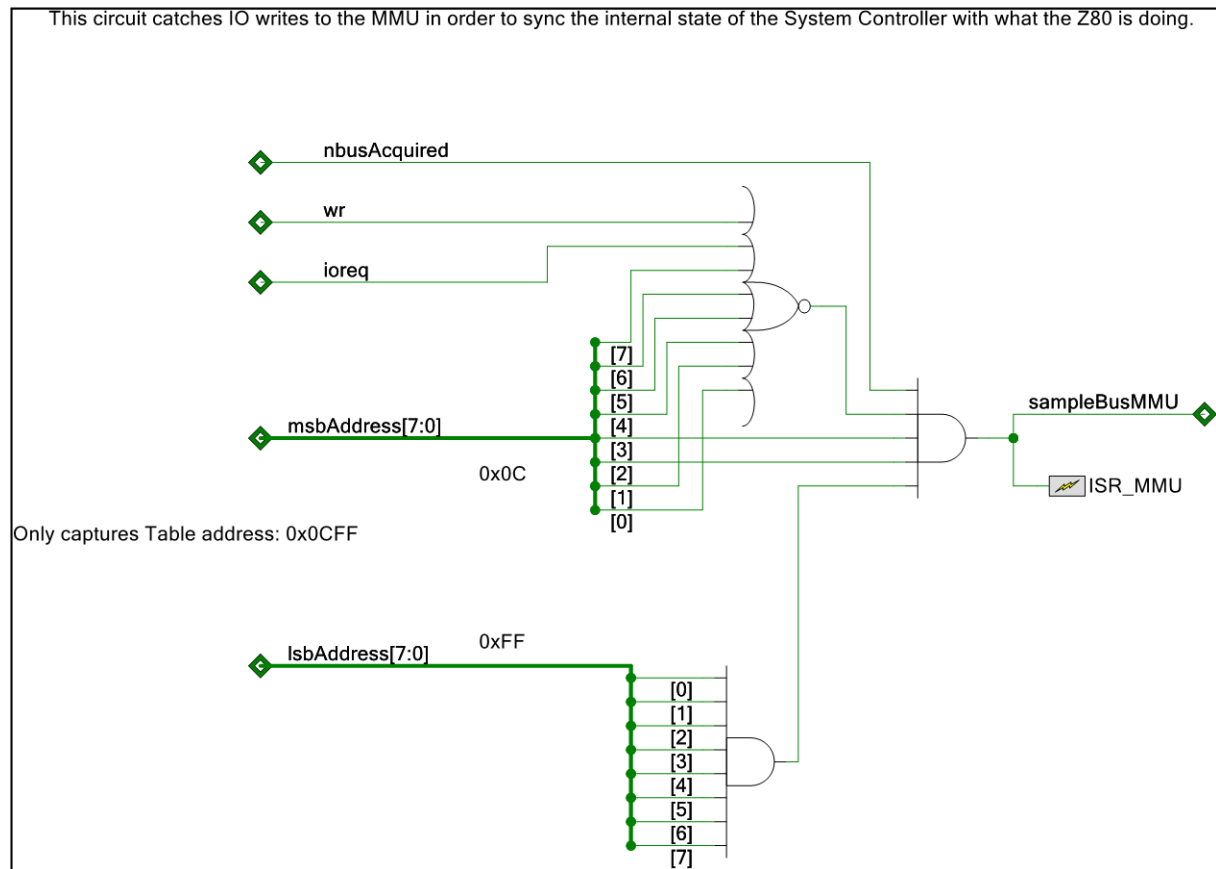 This circuit catches IO writes to the MMU in order to sync the internal state of the System Controller with what the Z80 is doing.
nbusAcquired
wr
ioreq
[7]
[6]
[5]
[4]
[3]
[2]
[1]
[0]
msbAddress[7:0]
0x0C
sampleBusMMU
ISR_MMU
Only captures Table address: 0x0CFF
lsbAddress[7:0]
0xFF
[0]
[1]
[2]
[3]
[4]
[5]
[6]
[7]